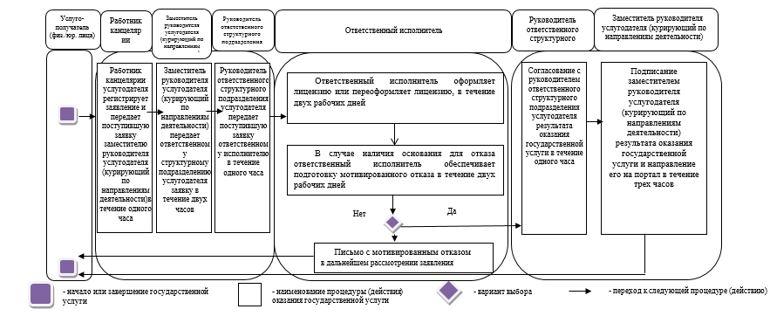 Услуго-
получатель
(физ./юр. лица)
Работник
канцеляр
ии
Заместитель
руководителя
услугодателя
(курирующий по
направлениям
Руководитель
ответственного
структурного
подразделения
Ответственный исполнитель
Руководитель
ответственного
структурного
Заместитель руководителя
услугодателя (курирующий по
направлениям деятельности)
Работник
канцелярии
услугодателя
регистрирует
заявление и
передает
поступившую
заявку
заместителю
руководителя
услугодателя
(курирующий
по
направлениям
деятельности)в
течение одного
часа
Заместитель
руководителя
услугодателя
(курирующий
по
направлениям
деятельности)
передает
ответственном
у
структурному
подразделению
услугодателя
заявку в
течение двух
часов
Руководитель
ответственного
структурного
подразделения
услугодателя
передает
поступившую
заявку
ответственном
у исполнителю
в течение
одного часа
Ответственный исполнитель оформляет
лицензию или переоформляет лицензию, в течение
двух рабочих дней
В случае наличия основания для отказа
ответственный исполнитель обеспечивает
подготовку мотивированного отказа в течение двух
рабочих дней
Нет
Да
Письмо с мотивированным отказом
в дальнейшем рассмотрении заявления
Согласование с
руководителем
ответственного
структурного
подразделения
услугодателя
результата
оказания
государственной
услуги в течение
одного часа
Подписание
заместителем
руководителя
услугодателя
(курирующий по
направлениям
деятельности)
результата оказания
государственной
услуги и направление
его на портал в течение
трех часов
- начало или завершение государственной
услуги
- наименование процедуры (действия)
оказания государственной услуги
- вариант выбора
- переход к следующей процедуре (действию)